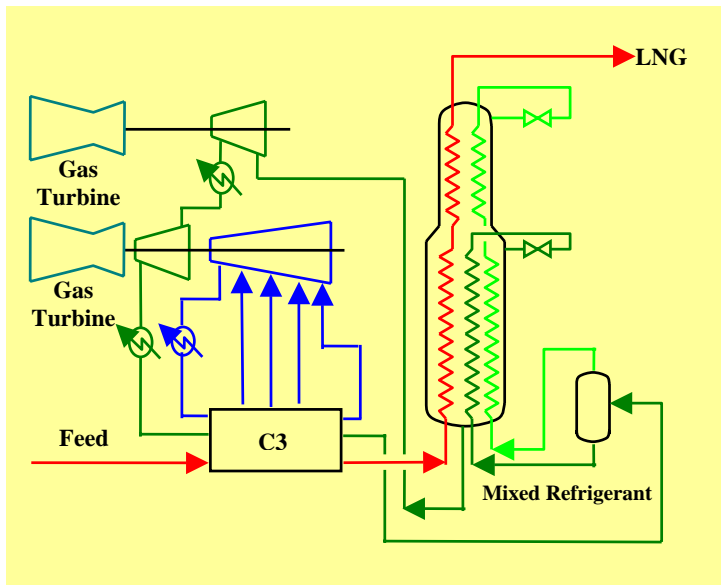 LNG
Gas
Turbine
Gas
Turbine
Feed
C3
Mixed Refrigerant